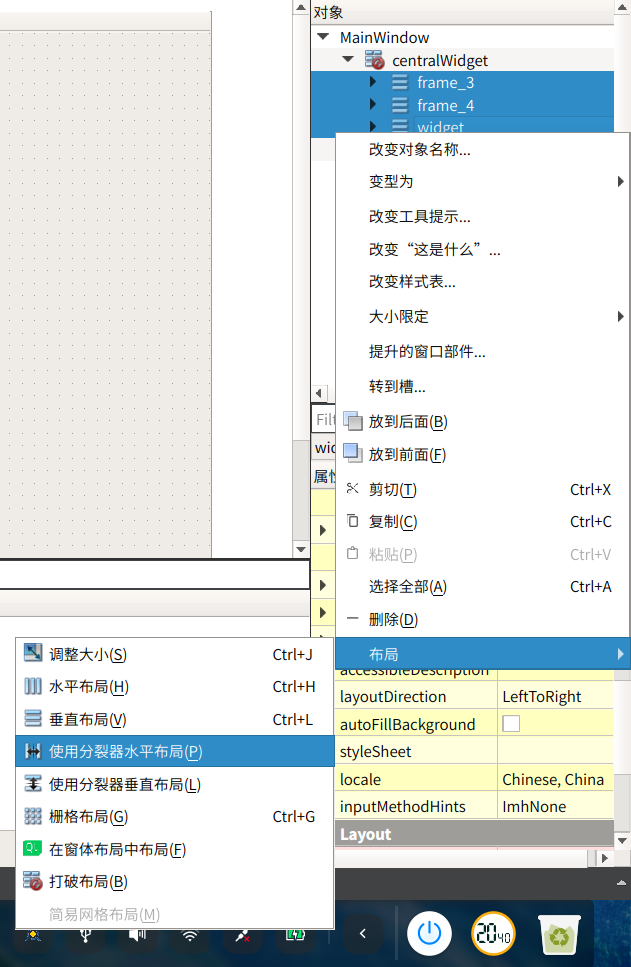 对象
MainWindow
centralWidget
frame_3
frame_4
widget
改变对象名称...
变型为
改变工具提示...
改变“这是什么”...
改变样式表...
大小限定
提升的窗口部件...
转到槽...
Filt
放到后面(B)
wid
放到前面(F)
属性
剪切(T) Ctrl+X
复制(C) Ctrl+C
粘贴(P) Ctrl+V
选择全部(A) Ctrl+A
删除(D)
布局
调整大小(S) Ctrl+J
水平布局(H) Ctrl+H
垂直布局(V) Ctrl+L
使用分裂器水平布局(P)
使用分裂器垂直布局(L)
栅格布局(G) Ctrl+G
在窗体布局中布局(F)
打破布局(B)
简易网格布局(M)
accessibleDescription
layoutDirection LeftToRight
autoFillBackground
styleSheet
locale Chinese, China
inputMethodHints ImhNone
Layout
20:40